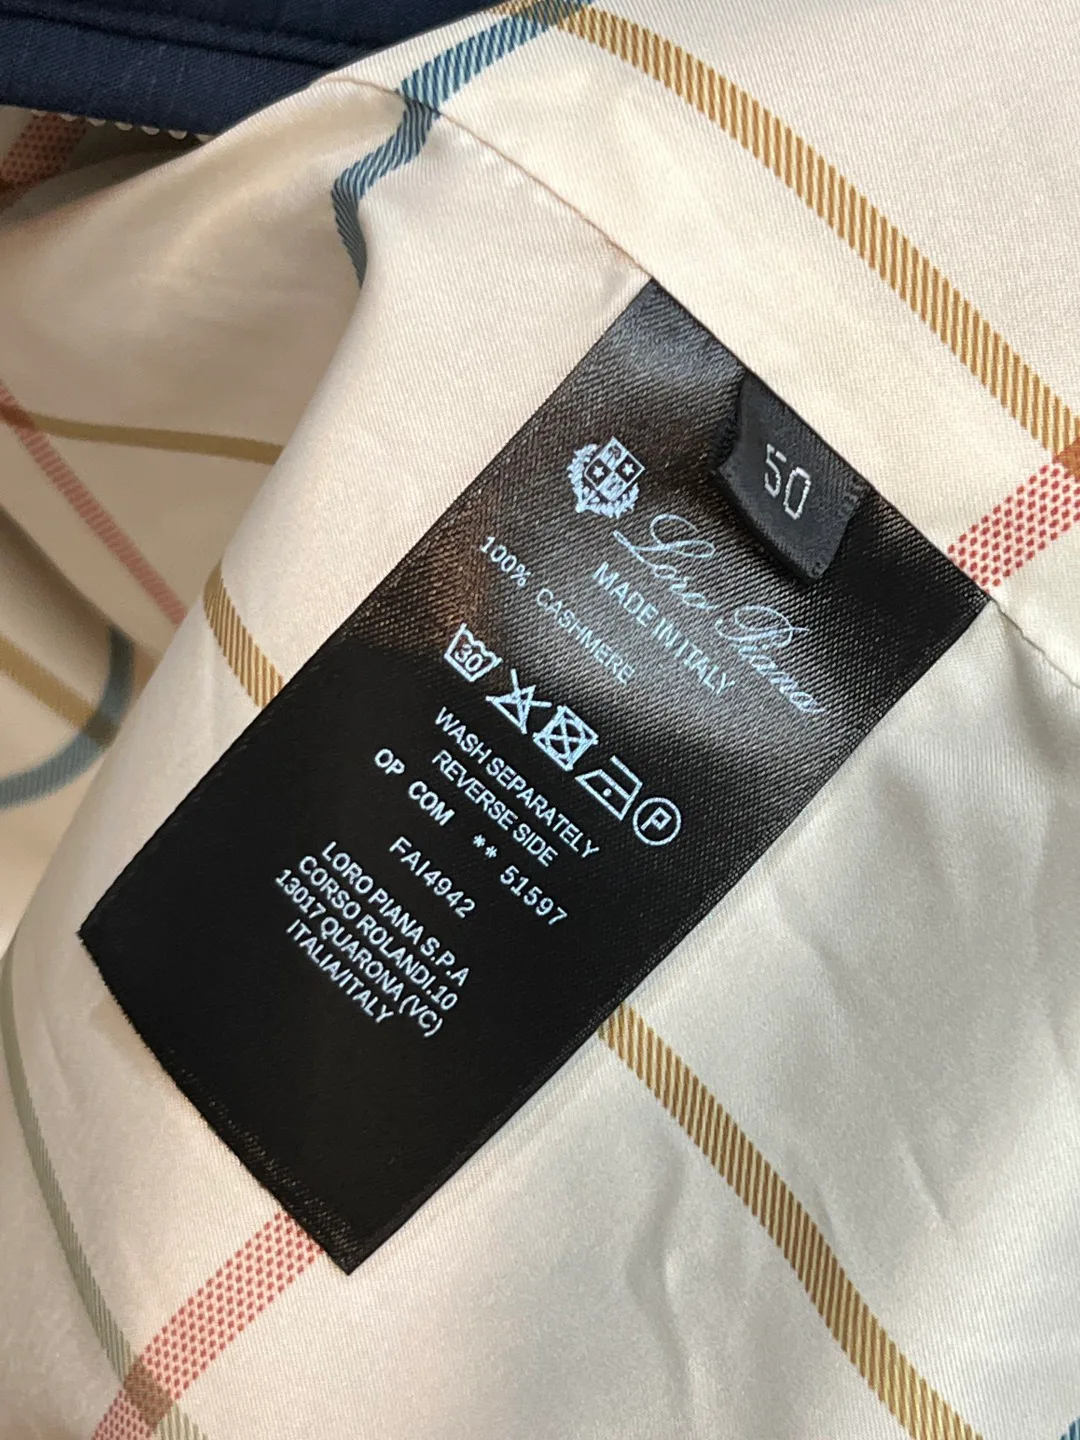 50
Loro Piana
MADE IN ITALY
100% CASHMERE
30 P
WASH SEPARATELY
REVERSE SIDE
OP COM ** 51597
FAI4942
LORO PIANA S.P.A
CORSO ROLANDI.10
13017 QUARONA (VC)
ITALIA/ITALY